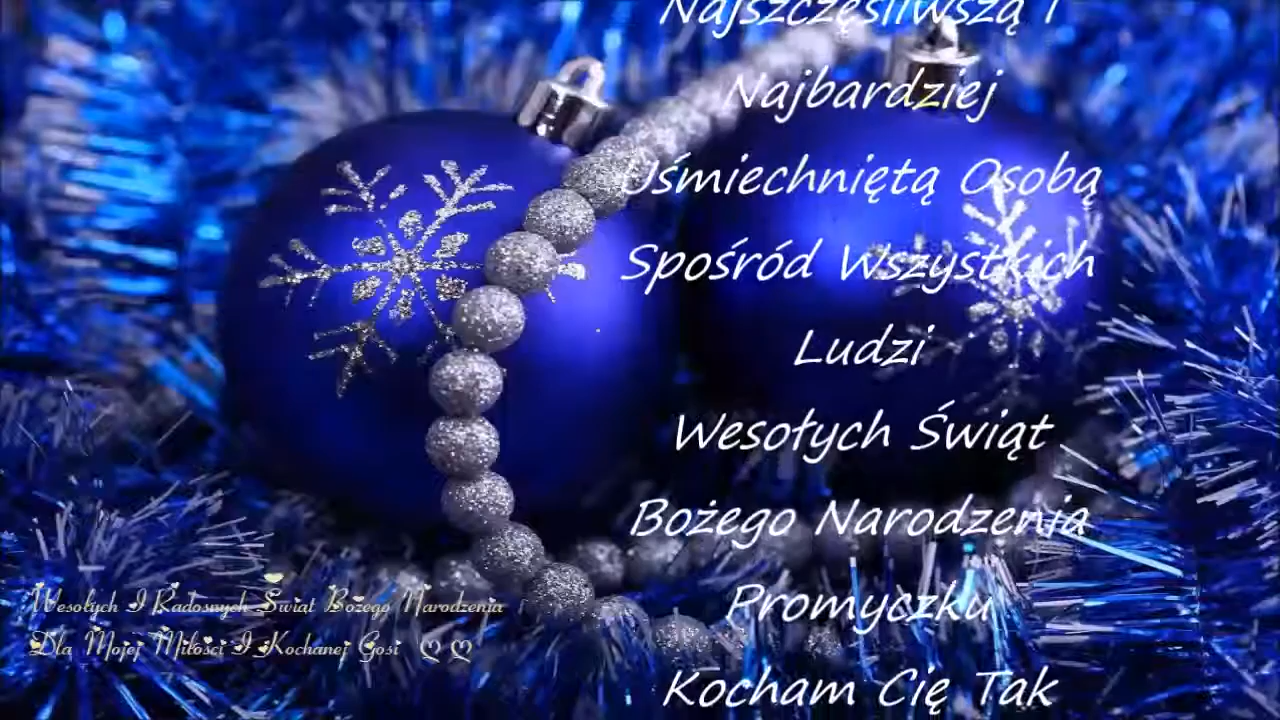 Najszczęśliwszą I
Najbardziej
Uśmiechniętą Osobą
Spośród Wszystkich
Ludzi
Wesołych Świąt
Bożego Narodzenia
Promyczku
Kocham Cię Tak
Wesołych I Radosnych Świąt Bożego Narodzenia
Dla Mojej Miłości I Kochanej Gosi ღ ღ